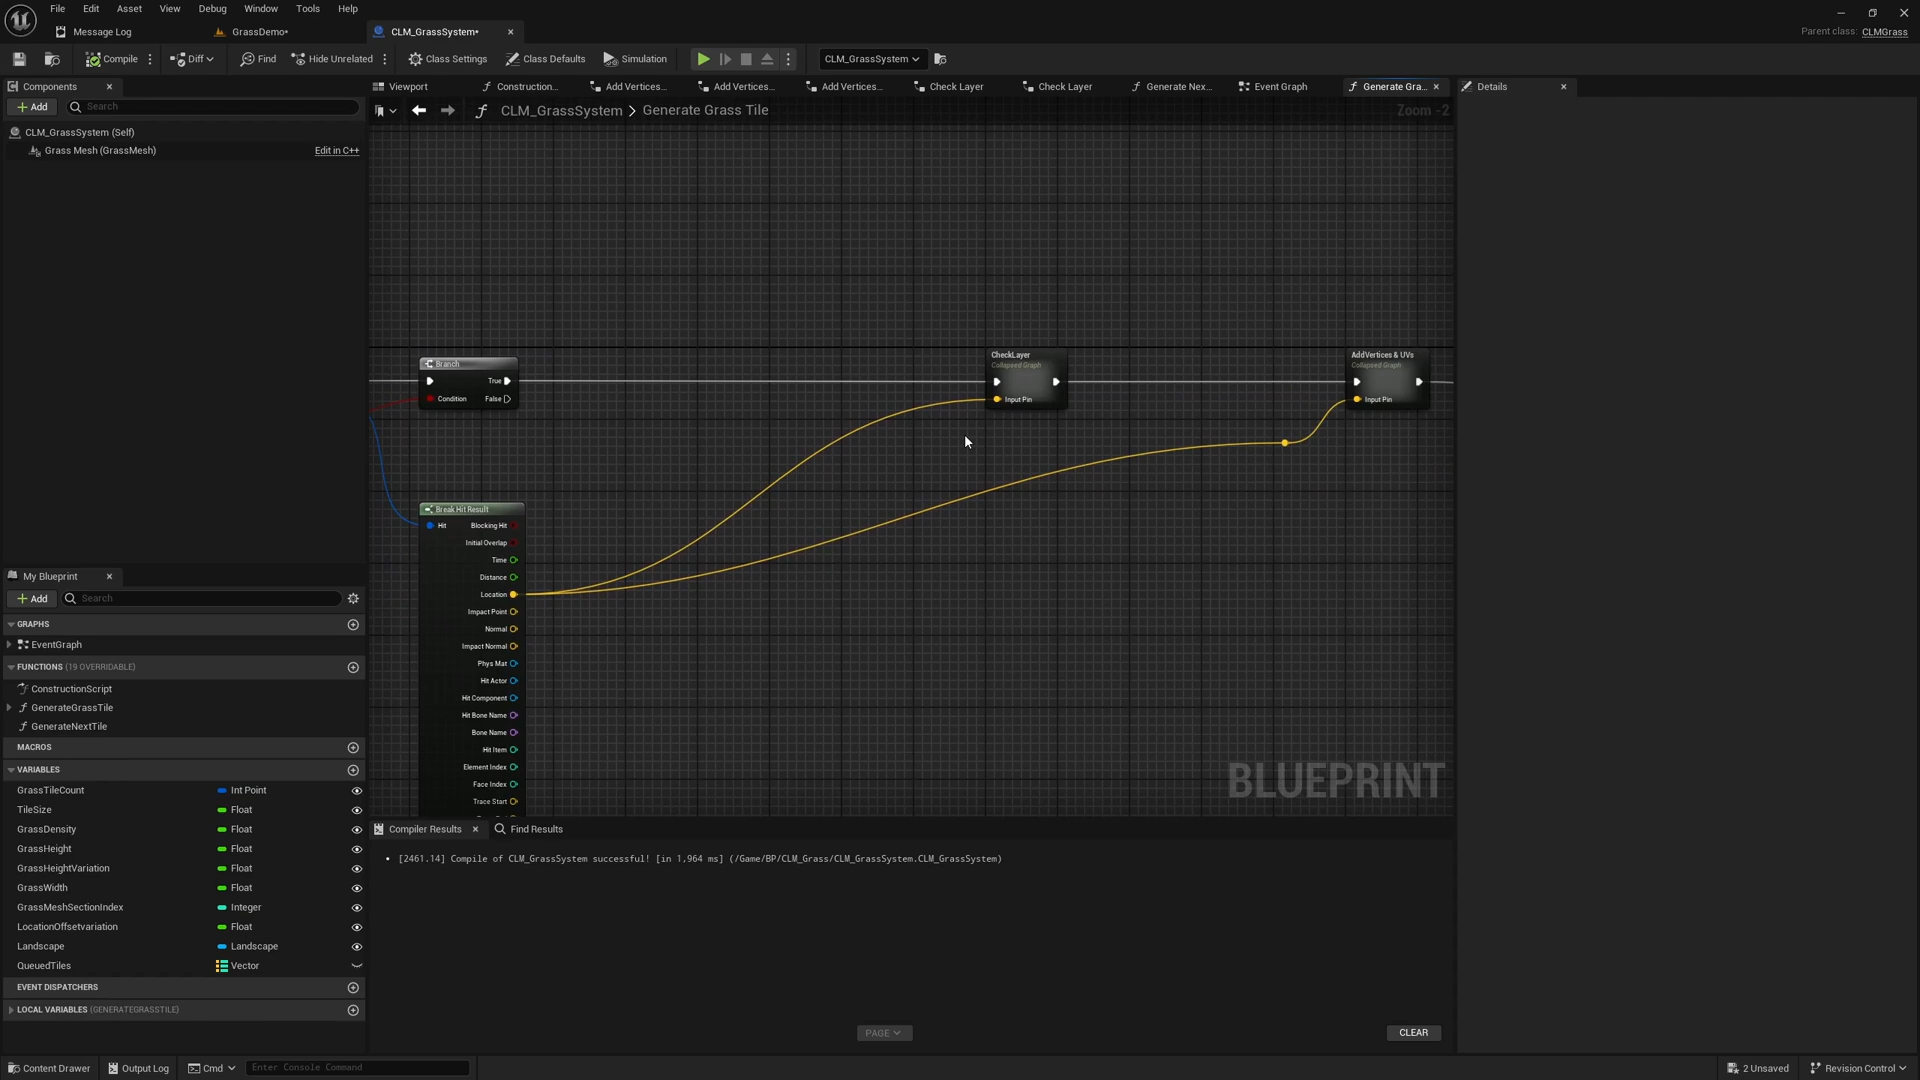 File Edit Asset View Debug Window Tools Help
Message Log GrassDemo* CLM_GrassSystem*
Parent class: CLMGrass
Compile Diff Find Hide Unrelated Class Settings Class Defaults Simulation CLM_GrassSystem
Components
Add Search
CLM_GrassSystem (Self)
Grass Mesh (GrassMesh) Edit in C++
Viewport Construction... Add Vertices... Add Vertices... Add Vertices... Check Layer Check Layer Generate Nex... Event Graph Generate Gra...
Details
CLM_GrassSystem > Generate Grass Tile
Zoom -2
Branch
True
Condition False
CheckLayer
Collapsed Graph
Input Pin
AddVertices & UVs
Collapsed Graph
Input Pin
Break Hit Result
Hit Blocking Hit
Initial Overlap
Time
Distance
Location
Impact Point
Normal
Impact Normal
Phys Mat
Hit Actor
Hit Component
Hit Bone Name
Bone Name
Hit Item
Element Index
Face Index
Trace Start
BLUEPRINT
My Blueprint
Add Search
GRAPHS
EventGraph
FUNCTIONS (19 OVERRIDABLE)
ConstructionScript
GenerateGrassTile
GenerateNextTile
MACROS
VARIABLES
GrassTileCount Int Point
TileSize Float
GrassDensity Float
GrassHeight Float
GrassHeightVariation Float
GrassWidth Float
GrassMeshSectionIndex Integer
LocationOffsetvariation Float
Landscape Landscape
QueuedTiles Vector
EVENT DISPATCHERS
LOCAL VARIABLES (GENERATEGRASSTILE)
Compiler Results Find Results
[2461.14] Compile of CLM_GrassSystem successful! [in 1,964 ms] (/Game/BP/CLM_Grass/CLM_GrassSystem.CLM_GrassSystem)
PAGE CLEAR
Content Drawer Output Log Cmd Enter Console Command 2 Unsaved Revision Control